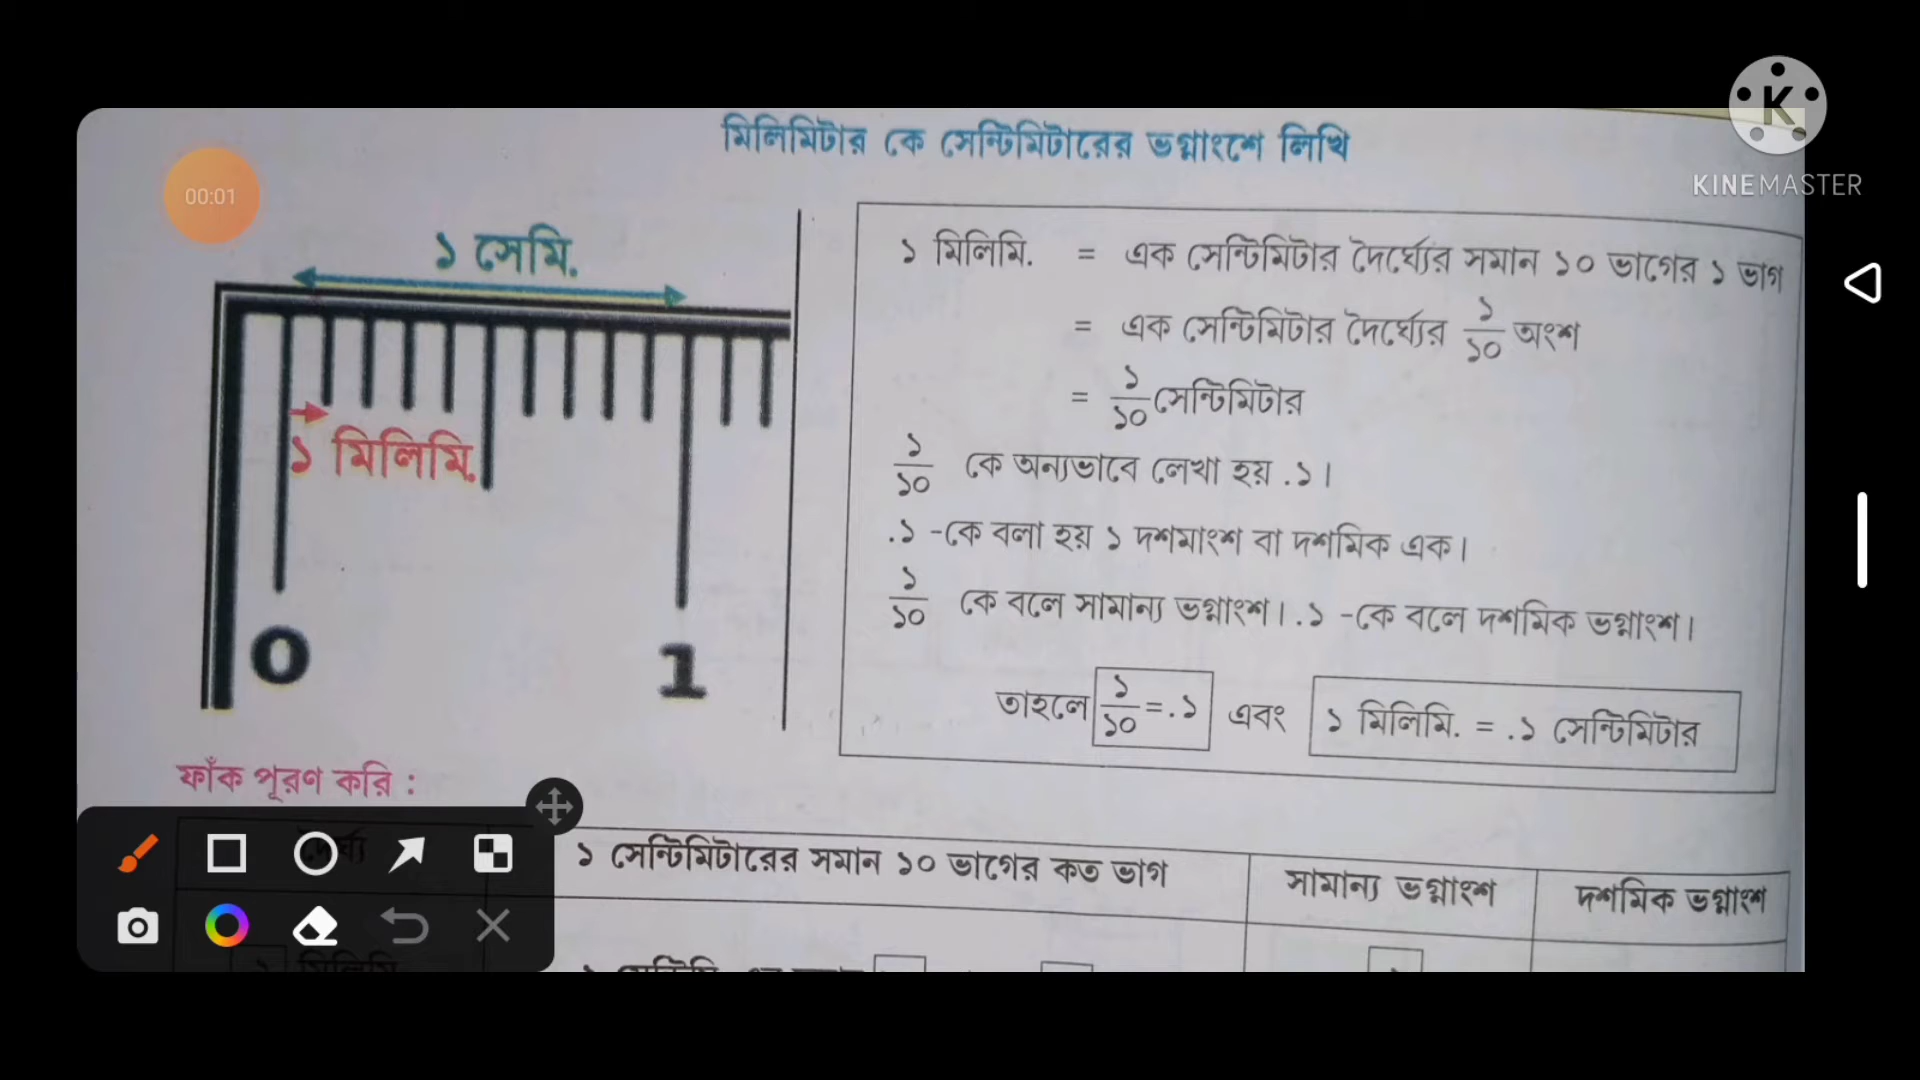 মিলিমিটার কে সেন্টিমিটারের ভগ্নাংশে লিখি
KINEMASTER
00:01
১ সেমি.
১ মিলিমি.
0 1
১ মিলিমি. = এক সেন্টিমিটার দৈর্ঘ্যের সমান ১০ ভাগের ১ ভাগ
= এক সেন্টিমিটার দৈর্ঘ্যের ১/১০ অংশ
= ১/১০ সেন্টিমিটার
১/১০ কে অন্যভাবে লেখা হয় .১।
.১ -কে বলা হয় ১ দশমাংশ বা দশমিক এক।
১/১০ কে বলে সামান্য ভগ্নাংশ। .১ -কে বলে দশমিক ভগ্নাংশ।
তাহলে ১/১০ = .১ এবং ১ মিলিমি. = .১ সেন্টিমিটার
ফাঁক পূরণ করি :
দৈর্ঘ্য ১ সেন্টিমিটারের সমান ১০ ভাগের কত ভাগ সামান্য ভগ্নাংশ দশমিক ভগ্নাংশ